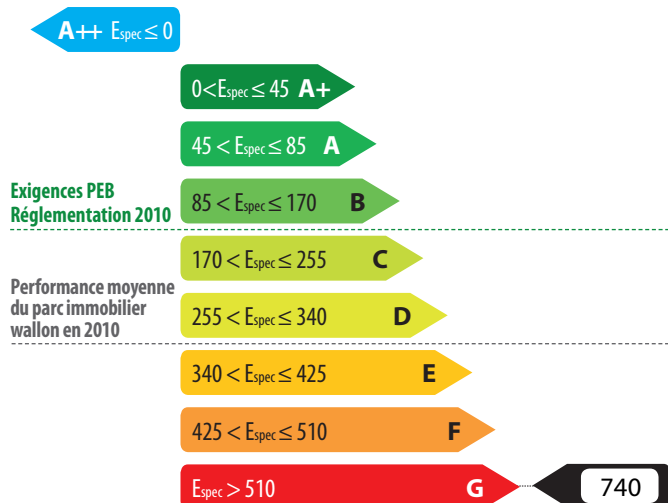 A++ Espec ≤ 0
0<Espec ≤ 45 A+
45 < Espec ≤ 85 A
Exigences PEB
Réglementation 2010
85 < Espec ≤ 170 B
170 < Espec ≤ 255 C
Performance moyenne
du parc immobilier
wallon en 2010
255 < Espec ≤ 340 D
340 < Espec ≤ 425 E
425 < Espec ≤ 510 F
Espec > 510 G
740